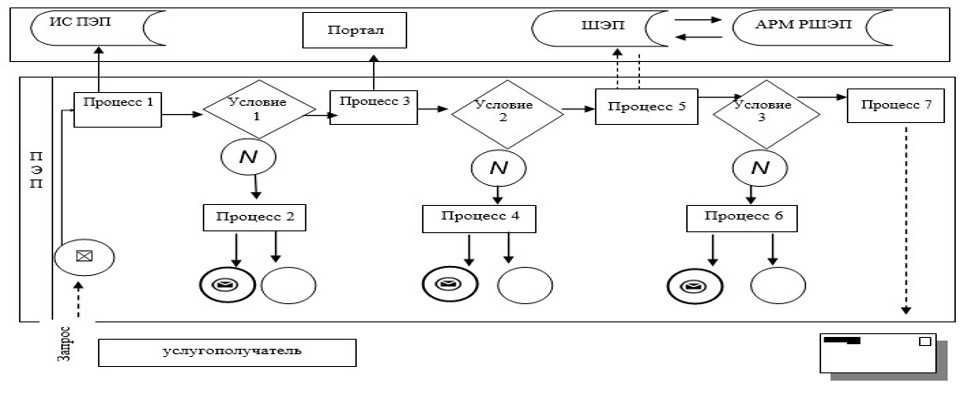 ИС ПЭП
Портал
ШЭП
АРМ РШЭП
ПЭП
Процесс 1
Условие
1
Процесс 3
Условие
2
Процесс 5
Условие
3
Процесс 7
N
N
N
Процесс 2
Процесс 4
Процесс 6
Запрос
услугополучатель